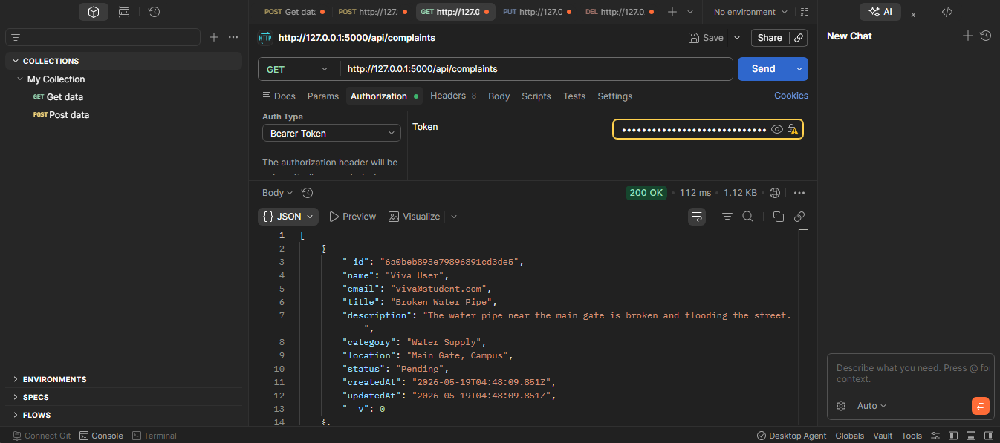 POST Get data POST http://127. GET http://127.0 PUT http://127.0 DEL http://127.0. No environment AI
HTTP http://127.0.0.1:5000/api/complaints Save Share New Chat
COLLECTIONS
My Collection
GET Get data
POST Post data
GET http://127.0.0.1:5000/api/complaints Send
Docs Params Authorization Headers 8 Body Scripts Tests Settings Cookies
Auth Type
Bearer Token
Token
The authorization header will be
Body 200 OK 112 ms 1.12 KB
{} JSON Preview Visualize
1 [
2 {
3 "_id": "6a0beb893e79896891cd3de5",
4 "name": "Viva User",
5 "email": "viva@student.com",
6 "title": "Broken Water Pipe",
7 "description": "The water pipe near the main gate is broken and flooding the street.
",
8 "category": "Water Supply",
9 "location": "Main Gate, Campus",
10 "status": "Pending",
11 "createdAt": "2026-05-19T04:48:09.851Z",
12 "updatedAt": "2026-05-19T04:48:09.851Z",
13 "__v": 0
14 },
ENVIRONMENTS
SPECS
FLOWS
Describe what you need. Press @ fo
context.
Auto
Connect Git Console Terminal Desktop Agent Globals Vault Tools